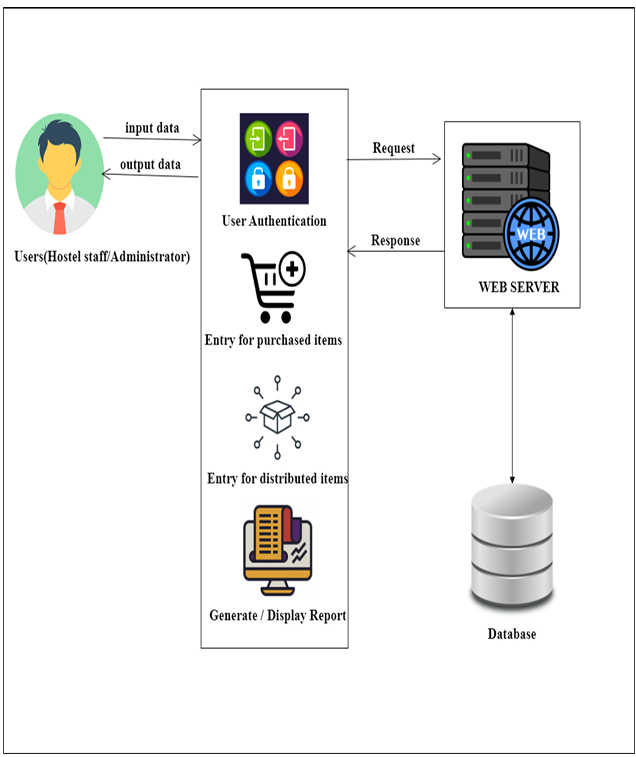 input data
output data
Users(Hostel staff/Administrator)
User Authentication
Entry for purchased items
Entry for distributed items
Generate / Display Report
Request
Response
WEB
WEB SERVER
Database